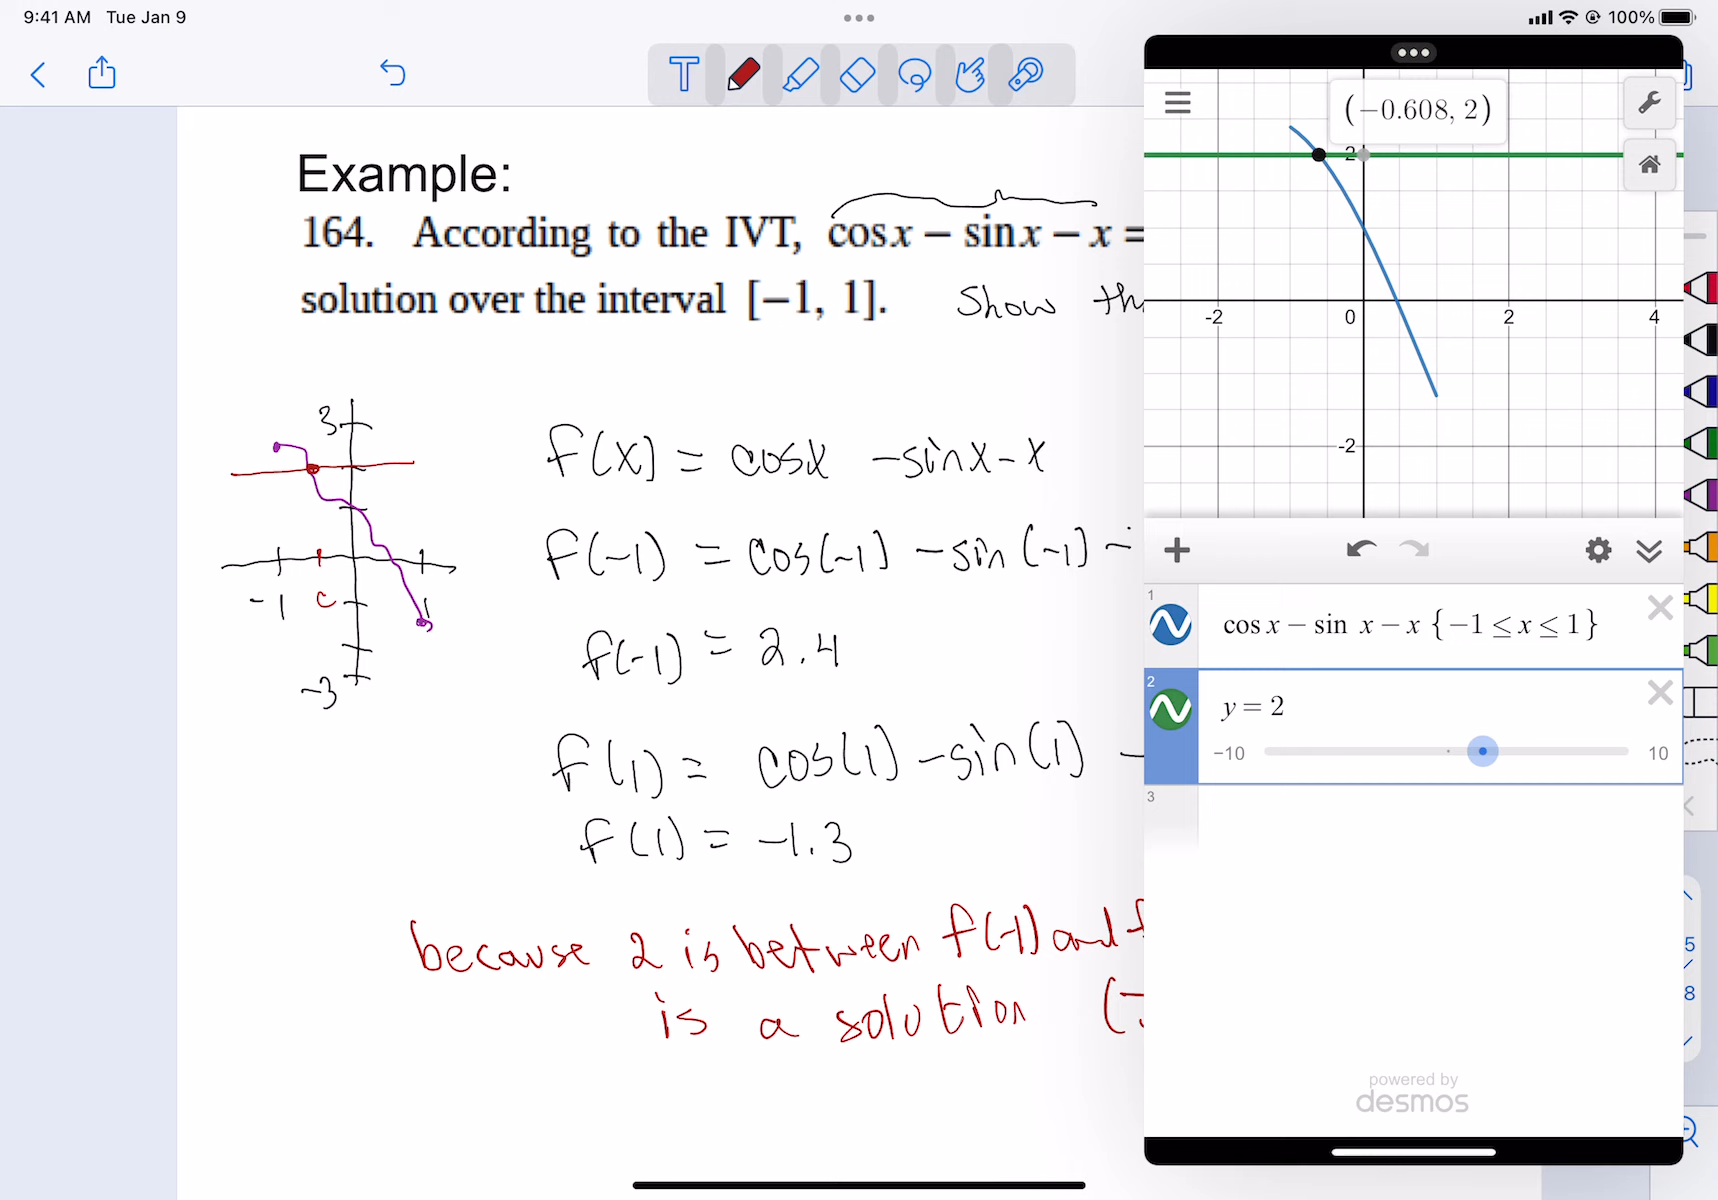 9:41 AM Tue Jan 9
100%
Example:
164. According to the IVT, cos x − sin x − x =
solution over the interval [−1, 1]. Show
3
-1
1
c
-3
f(x) = cosx -sinx-x
f(-1) = cos(-1) -sin(-1) -
f(-1) = 2.4
f(1) = cos(1) -sin(1) -
f(1) = -1.3
because 2 is between f(-1) and
is a solution
(−0.608, 2)
2
-2
0
2
4
-2
1
cos x − sin x − x {−1 ≤ x ≤ 1}
2
y = 2
−10
10
3
powered by
desmos
5
8